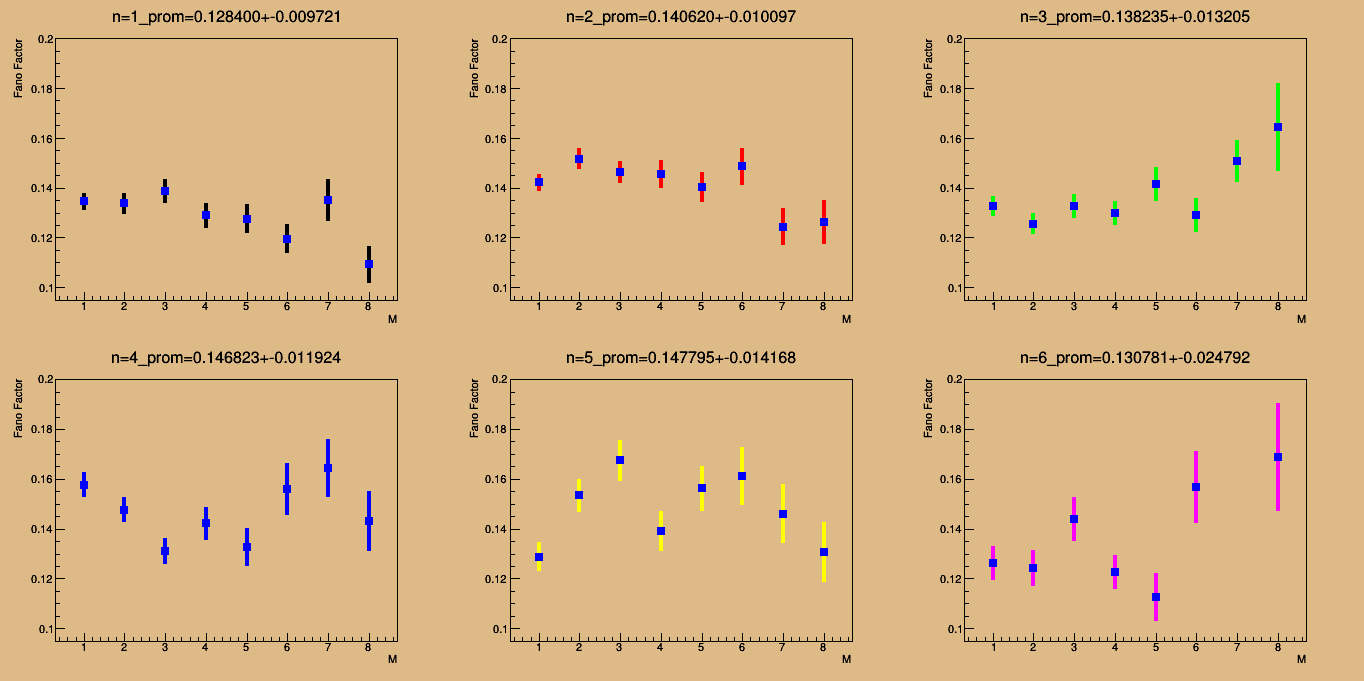 n=1_prom=0.128400+-0.009721
Fano Factor
0.2
0.18
0.16
0.14
0.12
0.1
1 2 3 4 5 6 7 8
M
n=2_prom=0.140620+-0.010097
Fano Factor
0.2
0.18
0.16
0.14
0.12
0.1
1 2 3 4 5 6 7 8
M
n=3_prom=0.138235+-0.013205
Fano Factor
0.2
0.18
0.16
0.14
0.12
0.1
1 2 3 4 5 6 7 8
M
n=4_prom=0.146823+-0.011924
Fano Factor
0.2
0.18
0.16
0.14
0.12
0.1
1 2 3 4 5 6 7 8
M
n=5_prom=0.147795+-0.014168
Fano Factor
0.2
0.18
0.16
0.14
0.12
0.1
1 2 3 4 5 6 7 8
M
n=6_prom=0.130781+-0.024792
Fano Factor
0.2
0.18
0.16
0.14
0.12
0.1
1 2 3 4 5 6 7 8
M